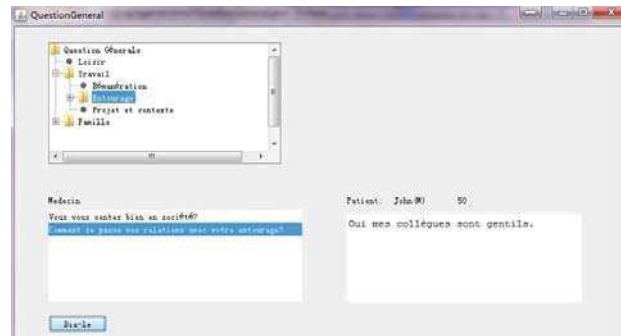 QuestionGeneral
Question Génerale
Loisir
Travail
Rémunération
Entourage
Projet et contexte
Famille
Medecin
Patient: John(M) 50
Vous vous sentez bien en société?
Comment se passe vos relations avec votre entourage?
Oui mes collègues sont gentils.
Dis-le